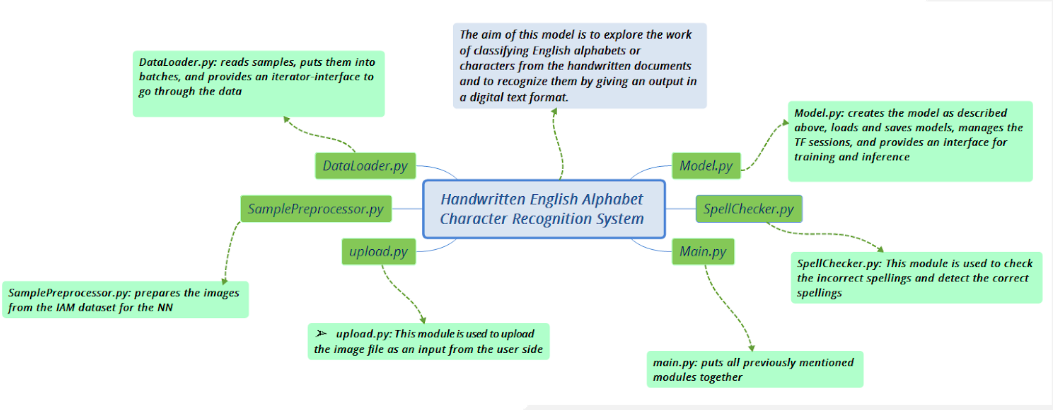 The aim of this model is to explore the work
of classifying English alphabets or
characters from the handwritten documents
and to recognize them by giving an output in
a digital text format.
DataLoader.py: reads samples, puts them into
batches, and provides an iterator-interface to
go through the data
Model.py: creates the model as described
above, loads and saves models, manages the
TF sessions, and provides an interface for
training and inference
DataLoader.py
Model.py
Handwritten English Alphabet
Character Recognition System
SamplePreprocessor.py
SpellChecker.py
upload.py
Main.py
SpellChecker.py: This module is used to check
the incorrect spellings and detect the correct
spellings
SamplePreprocessor.py: prepares the images
from the IAM dataset for the NN
➢ upload.py: This module is used to upload
the image file as an input from the user side
main.py: puts all previously mentioned
modules together